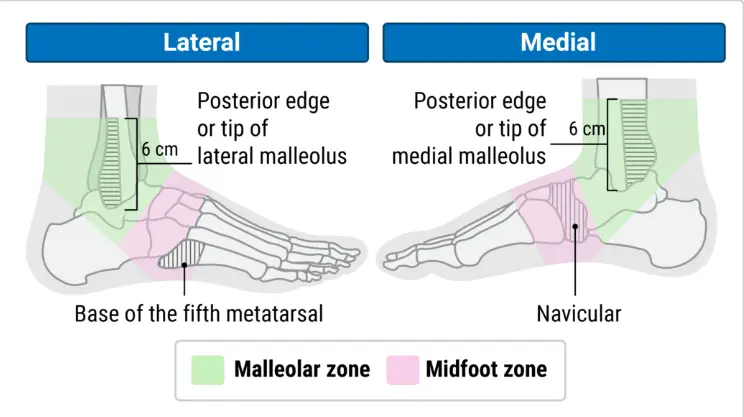 Lateral
Medial
Posterior edge
or tip of
lateral malleolus
6 cm
Posterior edge
or tip of
medial malleolus
6 cm
Base of the fifth metatarsal
Navicular
Malleolar zone
Midfoot zone